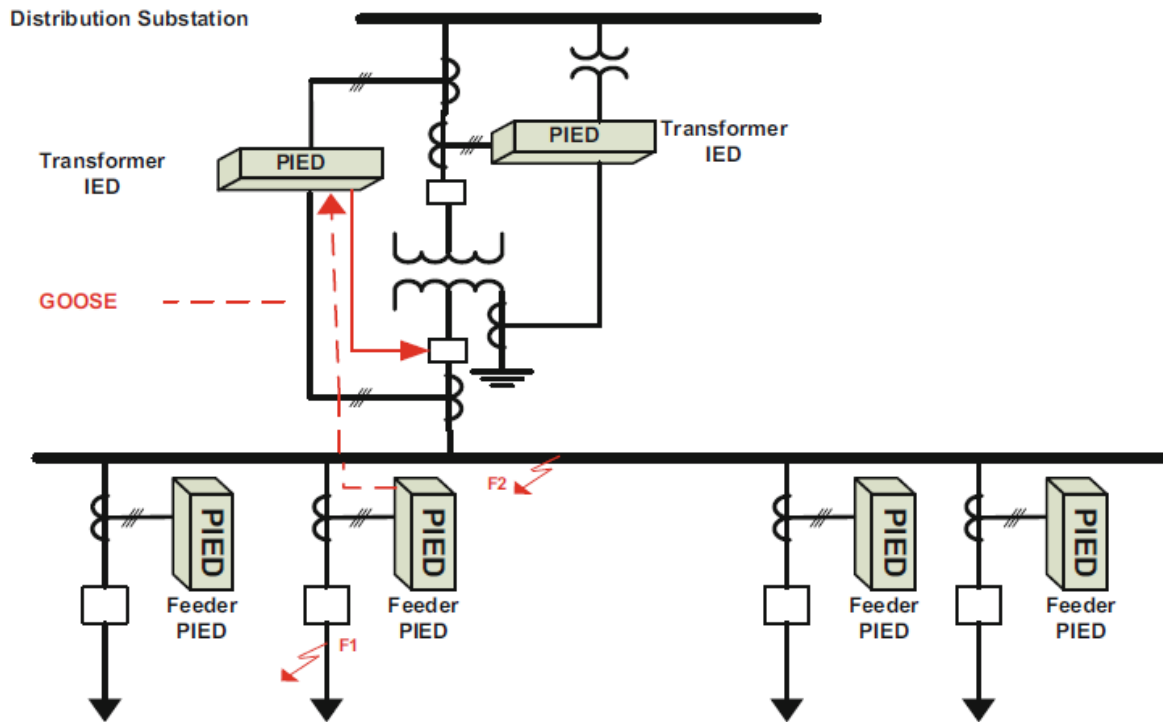 Distribution Substation
PIED
Transformer
IED
PIED
Transformer
IED
GOOSE
F2
PIED
PIED
PIED
PIED
Feeder
PIED
Feeder
PIED
Feeder
PIED
Feeder
PIED
F1